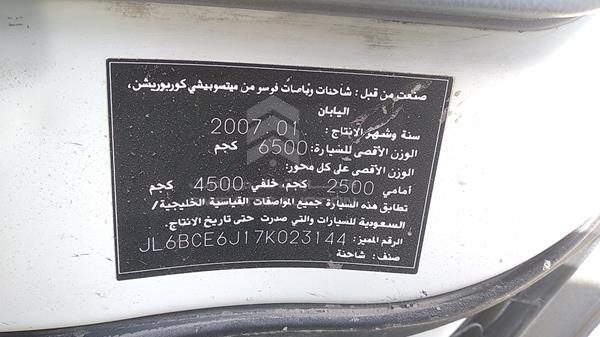 صنعت من قبل : شاحنات وباصات فوسو من ميتسوبيشي كوربوريشن،
اليابان
سنة وشهر الإنتاج : 2007 01
الوزن الأقصى للسيارة: 6500 كجم
الوزن الأقصى على كل محور:
أمامي 2500 كجم، خلفي 4500 كجم
تطابق هذه السيارة جميع المواصفات القياسية الخليجية/
السعودية للسيارات والتي صدرت حتى تاريخ الانتاج.
الرقم المميز: JL6BCE6J17K023144
صنف: شاحنة